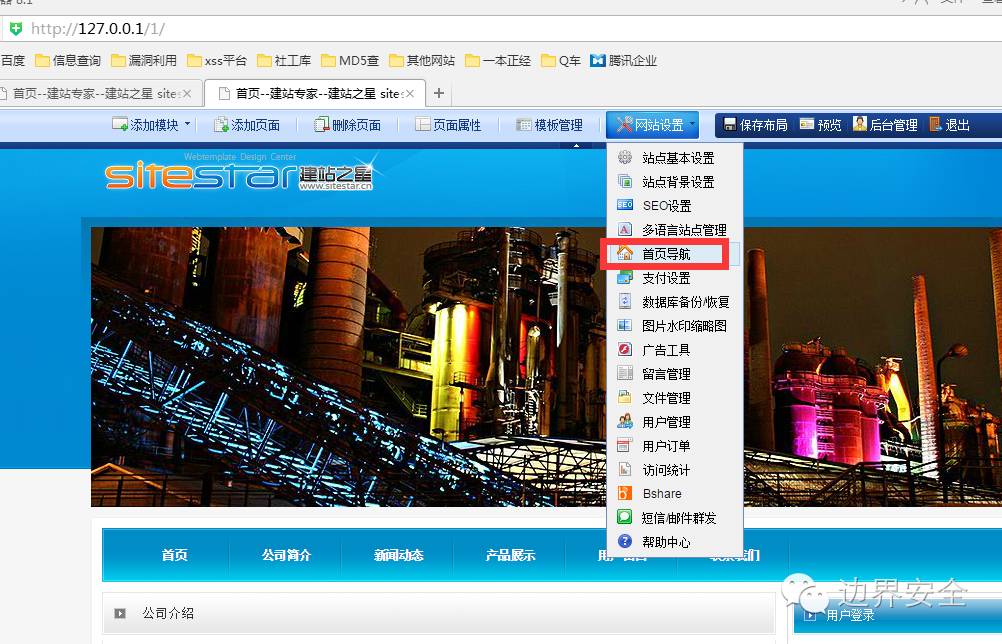 http://127.0.0.1/1/
百度 信息查询 漏洞利用 xss平台 社工库 MD5查 其他网站 一本正经 Q车 腾讯企业
首页--建站专家--建站之星 sites 首页--建站专家--建站之星 sites
添加模块 添加页面 删除页面 页面属性 模板管理 网站设置 保存布局 预览 后台管理 退出
Webtemplate Design Center
sitestar 建站之星
www.sitestar.cn
站点基本设置
站点背景设置
SEO设置
多语言站点管理
首页导航
支付设置
数据库备份/恢复
图片水印缩略图
广告工具
留言管理
文件管理
用户管理
用户订单
访问统计
Bshare
短信/邮件群发
帮助中心
首页 公司简介 新闻动态 产品展示
公司介绍
边界安全
用户登录